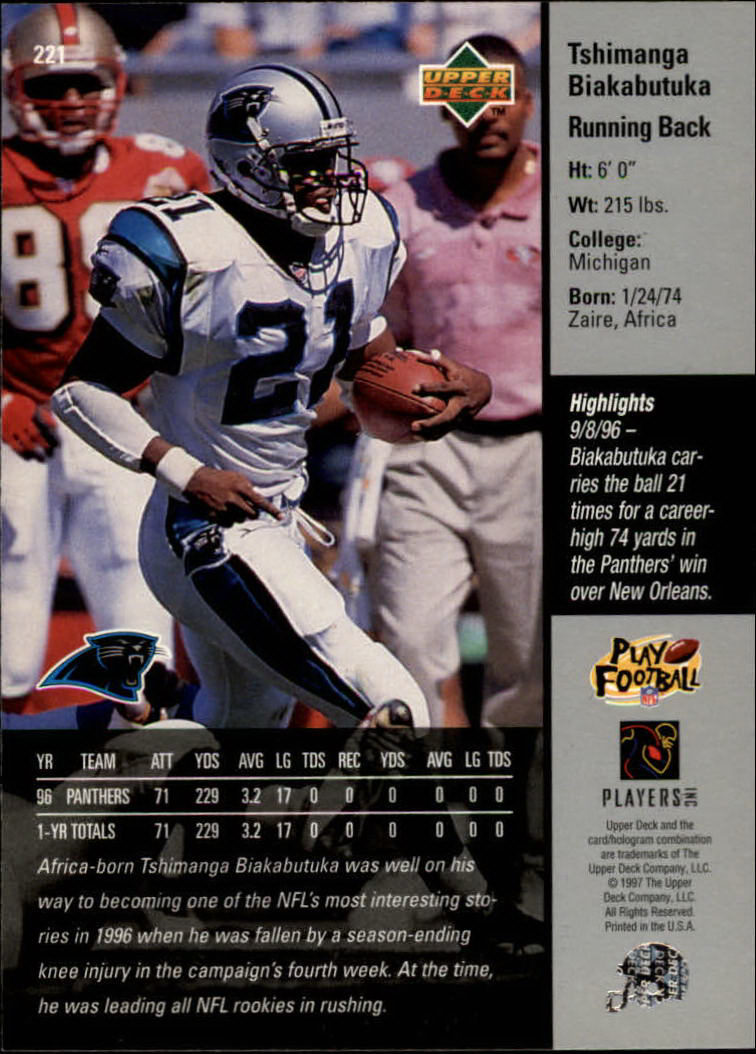 221
UPPER
D·E·C·K
TM
21
21
8
Tshimanga
Biakabutuka
Running Back
Ht: 6' 0"
Wt: 215 lbs.
College:
Michigan
Born: 1/24/74
Zaire, Africa
Highlights
9/8/96 –
Biakabutuka car-
ries the ball 21
times for a career-
high 74 yards in
the Panthers' win
over New Orleans.
PLAY
FOOTBALL
NFL
PLAYERS INC
Upper Deck and the
card/hologram combination
are trademarks of The
Upper Deck Company, LLC.
© 1997 The Upper
Deck Company, LLC.
All Rights Reserved.
Printed in the U.S.A.
YR TEAM ATT YDS AVG LG TDS REC YDS AVG LG TDS
96 PANTHERS 71 229 3.2 17 0 0 0 0 0 0
1-YR TOTALS 71 229 3.2 17 0 0 0 0 0 0
Africa-born Tshimanga Biakabutuka was well on his
way to becoming one of the NFL's most interesting sto-
ries in 1996 when he was fallen by a season-ending
knee injury in the campaign's fourth week. At the time,
he was leading all NFL rookies in rushing.